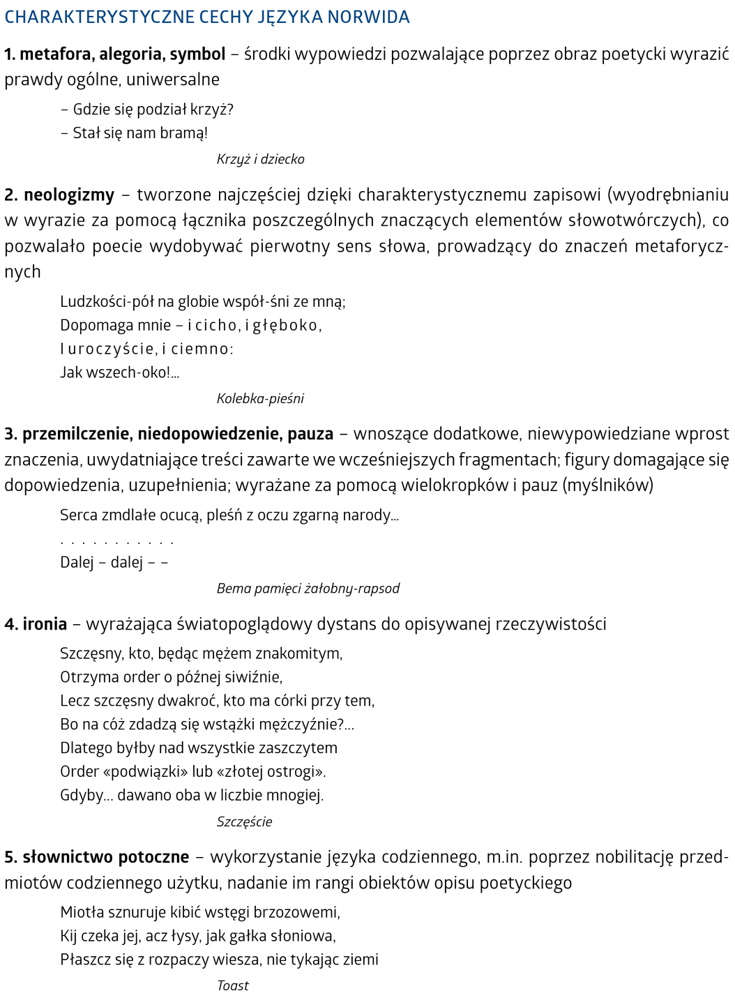 CHARAKTERYSTYCZNE CECHY JĘZYKA NORWIDA
1. metafora, alegoria, symbol – środki wypowiedzi pozwalające poprzez obraz poetycki wyrazić
prawdy ogólne, uniwersalne
– Gdzie się podział krzyż?
– Stał się nam bramą!
Krzyż i dziecko
2. neologizmy – tworzone najczęściej dzięki charakterystycznemu zapisowi (wyodrębnianiu
w wyrazie za pomocą łącznika poszczególnych znaczących elementów słowotwórczych), co
pozwalało poecie wydobywać pierwotny sens słowa, prowadzący do znaczeń metaforycz-
nych
Ludzkości-pół na globie współ-śni ze mną;
Dopomaga mnie – i cicho, i głęboko,
I uroczyście, i ciemno:
Jak wszech-oko!...
Kolebka-pieśni
3. przemilczenie, niedopowiedzenie, pauza – wnoszące dodatkowe, niewypowiedziane wprost
znaczenia, uwydatniające treści zawarte we wcześniejszych fragmentach; figury domagające się
dopowiedzenia, uzupełnienia; wyrażane za pomocą wielokropków i pauz (myślników)
Serca zmdlałe ocucą, pleśń z oczu zgarną narody...
. . . . . . . . . . .
Dalej – dalej – –
Bema pamięci żałobny-rapsod
4. ironia – wyrażająca światopoglądowy dystans do opisywanej rzeczywistości
Szczęsny, kto, będąc mężem znakomitym,
Otrzyma order o późnej siwiźnie,
Lecz szczęsny dwakroć, kto ma córki przy tem,
Bo na cóż zdadzą się wstążki mężczyźnie?...
Dlatego byłby nad wszystkie zaszczytem
Order «podwiązki» lub «złotej ostrogi».
Gdyby... dawano oba w liczbie mnogiej.
Szczęście
5. słownictwo potoczne – wykorzystanie języka codziennego, m.in. poprzez nobilitację przed-
miotów codziennego użytku, nadanie im rangi obiektów opisu poetyckiego
Miotła sznuruje kibić wstęgi brzozowemi,
Kij czeka jej, acz łysy, jak gałka słoniowa,
Płaszcz się z rozpaczy wiesza, nie tykając ziemi
Toast